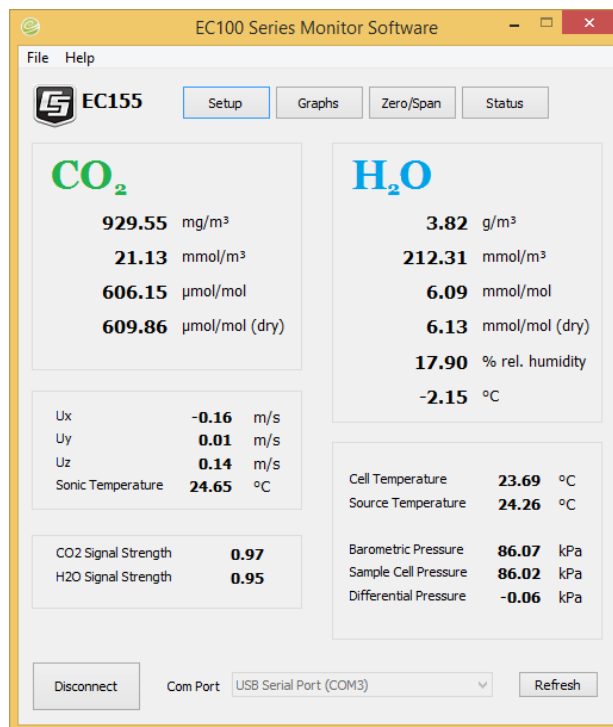 EC100 Series Monitor Software
File Help
EC155
Setup Graphs Zero/Span Status
CO₂
929.55 mg/m³
21.13 mmol/m³
606.15 µmol/mol
609.86 µmol/mol (dry)
H₂O
3.82 g/m³
212.31 mmol/m³
6.09 mmol/mol
6.13 mmol/mol (dry)
17.90 % rel. humidity
-2.15 °C
Ux -0.16 m/s
Uy 0.01 m/s
Uz 0.14 m/s
Sonic Temperature 24.65 °C
CO2 Signal Strength 0.97
H2O Signal Strength 0.95
Cell Temperature 23.69 °C
Source Temperature 24.26 °C
Barometric Pressure 86.07 kPa
Sample Cell Pressure 86.02 kPa
Differential Pressure -0.06 kPa
Disconnect Com Port USB Serial Port (COM3) Refresh